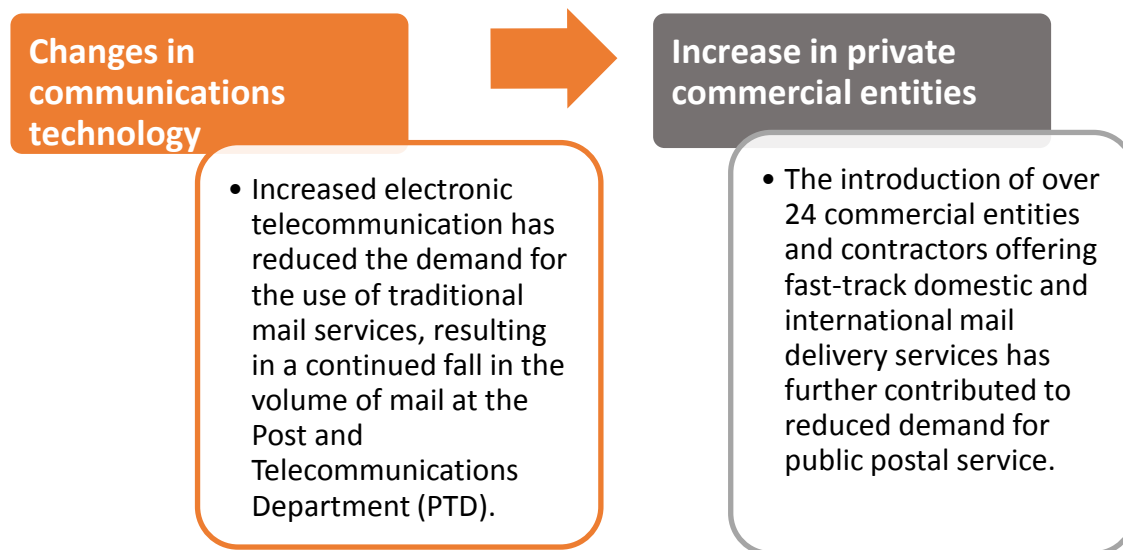 Changes in
communications
technology
• Increased electronic
telecommunication has
reduced the demand for
the use of traditional
mail services, resulting
in a continued fall in the
volume of mail at the
Post and
Telecommunications
Department (PTD).
Increase in private
commercial entities
• The introduction of over
24 commercial entities
and contractors offering
fast-track domestic and
international mail
delivery services has
further contributed to
reduced demand for
public postal service.